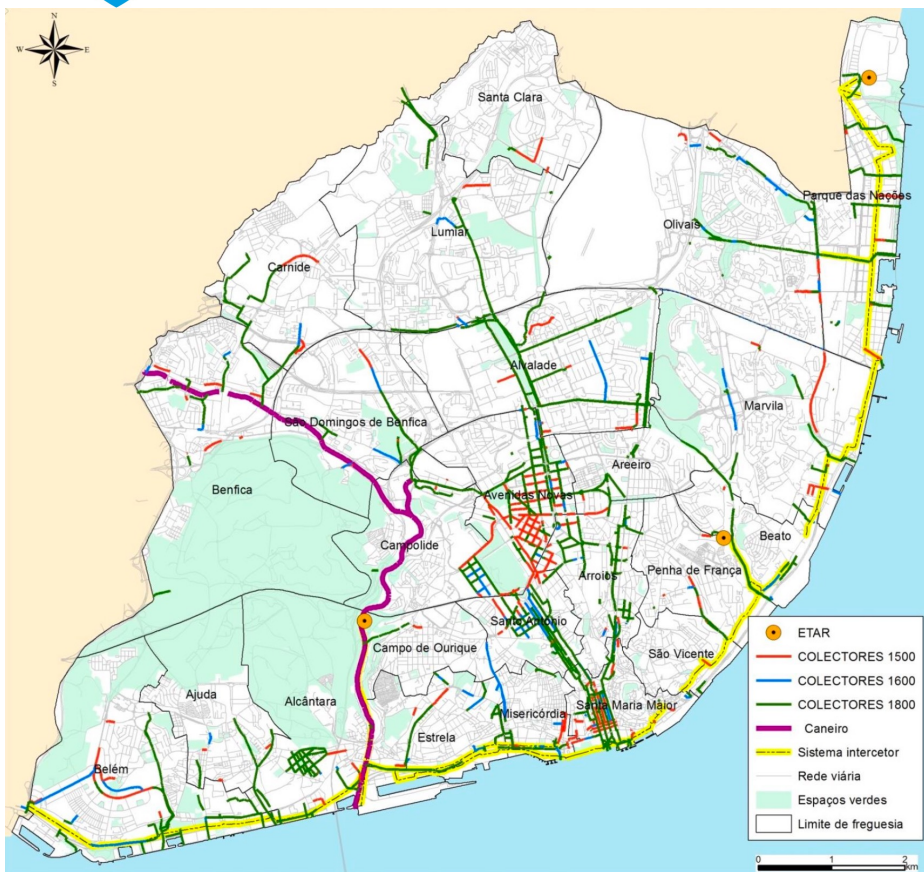 N
W
E
S
Santa Clara
Parque das Nações
Lumiar
Olivais
Carnide
Alvalade
Marvila
São Domingos de Benfica
Areeiro
Benfica
Avenidas Novas
Beato
Campolide
Penha de França
Arroios
Santo António
Campo de Ourique
São Vicente
Ajuda
Alcântara
Santa Maria Maior
Misericórdia
Estrela
Belém
ETAR
COLECTORES 1500
COLECTORES 1600
COLECTORES 1800
Caneiro
Sistema intercetor
Rede viária
Espaços verdes
Limite de freguesia
0 1 2
Km